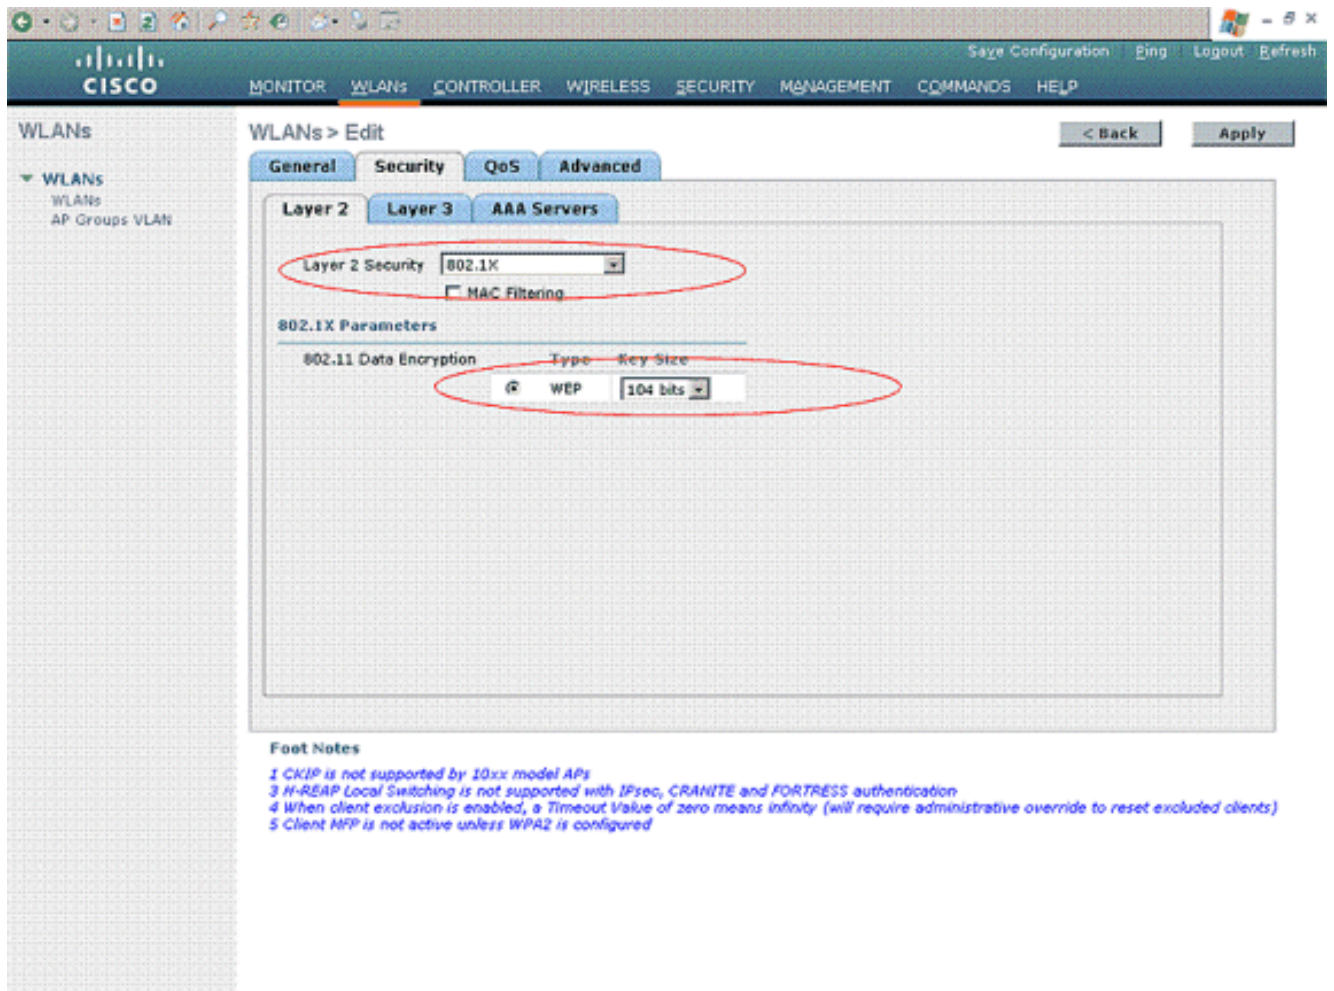 Save Configuration Ping Logout Refresh
CISCO
MONITOR WLANs CONTROLLER WIRELESS SECURITY MANAGEMENT COMMANDS HELP
WLANs
WLANs
WLANs
AP Groups VLAN
WLANs > Edit
< Back Apply
General Security QoS Advanced
Layer 2 Layer 3 AAA Servers
Layer 2 Security 802.1X
MAC Filtering
802.1X Parameters
802.11 Data Encryption Type Key Size
WEP 104 bits
Foot Notes
1 CKIP is not supported by 10xx model APs
3 H-REAP Local Switching is not supported with IPsec, CRANITE and FORTRESS authentication
4 When client exclusion is enabled, a Timeout Value of zero means infinity (will require administrative override to reset excluded clients)
5 Client MFP is not active unless WPA2 is configured